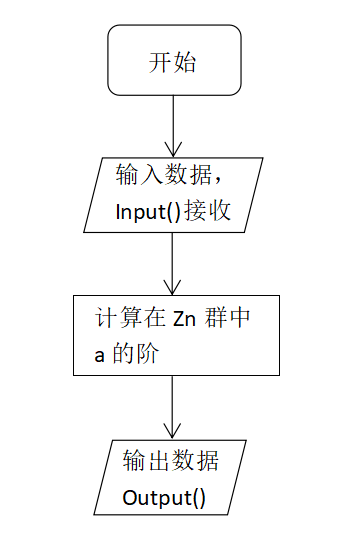 开始
输入数据，
Input()接收
计算在 Zn 群中
a 的阶
输出数据
Output()